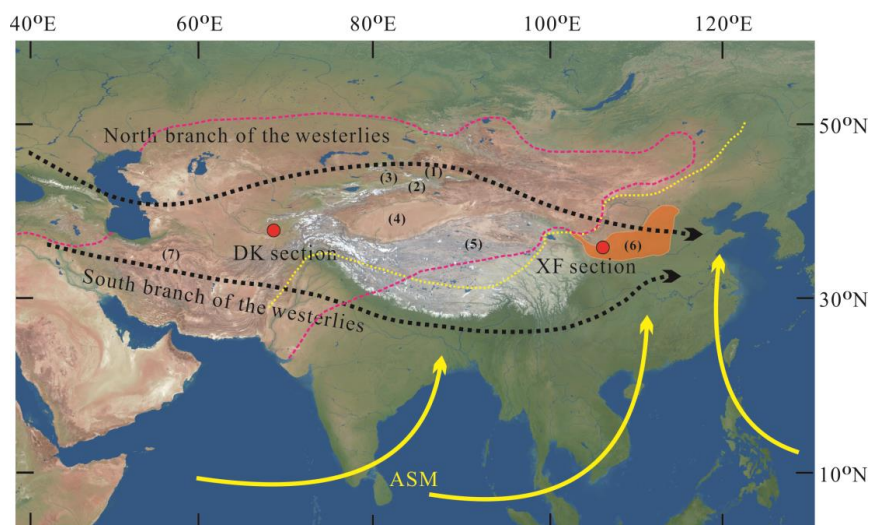 40°E 60°E 80°E 100°E 120°E
50°N
North branch of the westerlies
(1)
(3)
(2)
(4)
DK section
(5)
XF section
(6)
(7)
South branch of the westerlies
30°N
ASM
10°N